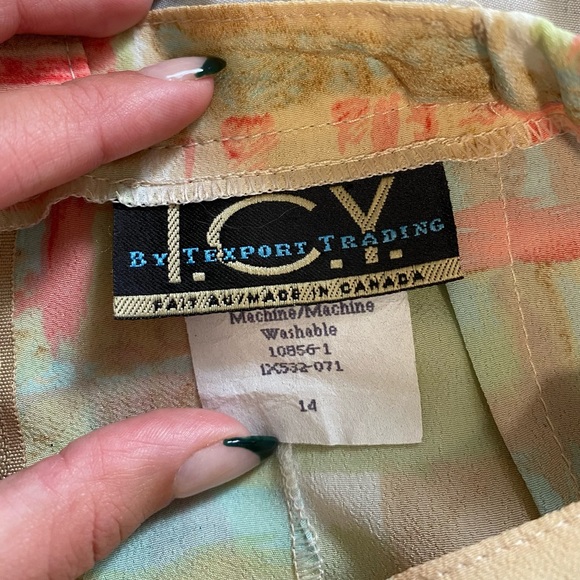 I.C.Y.
BY TEXPORT TRADING
FAIT AU/MADE IN CANADA
Machine/Machine
Washable
10856-1
IX532-071
14